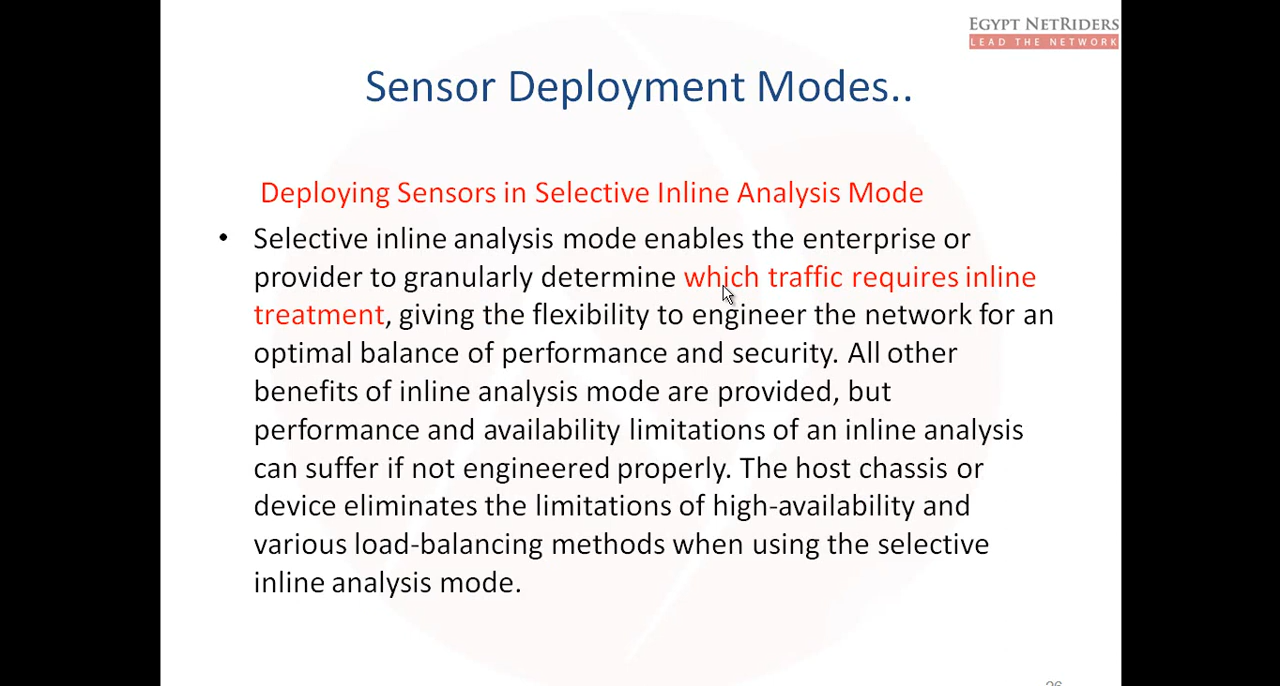 EGYPT NETRIDERS
LEAD THE NETWORK
Sensor Deployment Modes..
Deploying Sensors in Selective Inline Analysis Mode
• Selective inline analysis mode enables the enterprise or
provider to granularly determine which traffic requires inline
treatment, giving the flexibility to engineer the network for an
optimal balance of performance and security. All other
benefits of inline analysis mode are provided, but
performance and availability limitations of an inline analysis
can suffer if not engineered properly. The host chassis or
device eliminates the limitations of high-availability and
various load-balancing methods when using the selective
inline analysis mode.